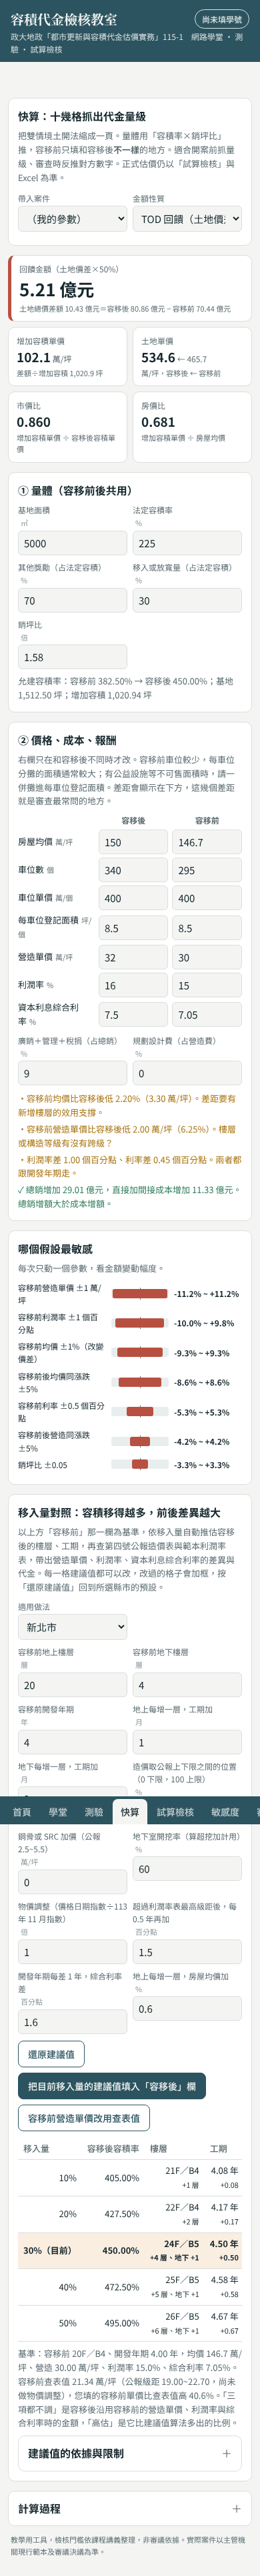 容積代金檢核教室
尚未填學號
政大地政「都市更新與容積代金估價實務」115-1　網路學堂 · 測
驗 · 試算檢核
快算：十幾格抓出代金量級
把雙情境土開法縮成一頁。量體用「容積率×銷坪比」
推，容移前只填和容移後不一樣的地方。適合開案前抓量
級、審查時反推對方數字。正式估價仍以「試算檢核」與
Excel 為準。
帶入案件
金額性質
（我的參數）
TOD 回饋（土地價
回饋金額（土地價差×50%）
5.21 億元
土地總價差額 10.43 億元＝容移後 80.86 億元－容移前 70.44 億元
增加容積單價
102.1 萬/坪
差額÷增加容積 1,020.9 坪
土地單價
534.6 ← 465.7
萬/坪，容移後 ← 容移前
市價比
0.860
增加容積單價 ÷ 容移後容積單
價
房價比
0.681
增加容積單價 ÷ 房屋均價
① 量體（容移前後共用）
基地面積
㎡
5000
法定容積率
%
225
其他獎勵（占法定容積）
%
70
移入或放寬量（占法定容積）
%
30
銷坪比
倍
1.58
允建容積率：容移前 382.50% → 容移後 450.00%；基地
1,512.50 坪；增加容積 1,020.94 坪
② 價格、成本、報酬
右欄只在和容移後不同時才改。容移前車位較少，每車位
分攤的面積通常較大；有公益設施等不可售面積時，請一
併攤進每車位登記面積。差距會顯示在下方，這幾個差距
就是審查最常問的地方。
容移後
容移前
房屋均價 萬/坪
150
146.7
車位數 個
340
295
車位單價 萬/個
400
400
每車位登記面積 坪/
個
8.5
8.5
營造單價 萬/坪
32
30
利潤率 %
16
15
資本利息綜合利
率 %
7.5
7.05
廣銷＋管理＋稅捐（占總銷）
%
9
規劃設計費（占營造費）
%
0
・容移前均價比容移後低 2.20%（3.30 萬/坪）。差距要有
新增樓層的效用支撐。
・容移前營造單價比容移後低 2.00 萬/坪（6.25%）。樓層
或構造等級有沒有跨級？
・利潤率差 1.00 個百分點、利率差 0.45 個百分點。兩者都
跟開發年期走。
✓ 總銷增加 29.01 億元，直接加間接成本增加 11.33 億元。
總銷增額大於成本增額。
哪個假設最敏感
每次只動一個參數，看金額變動幅度。
容移前營造單價 ±1 萬/
坪
-11.2% ~ +11.2%
容移前利潤率 ±1 個百
分點
-10.0% ~ +9.8%
容移前均價 ±1%（改變
價差）
-9.3% ~ +9.3%
容移前後均價同漲跌
±5%
-8.6% ~ +8.6%
容移前利率 ±0.5 個百分
點
-5.3% ~ +5.3%
容移前後營造同漲跌
±5%
-4.2% ~ +4.2%
銷坪比 ±0.05
-3.3% ~ +3.3%
移入量對照：容積移得越多，前後差異越大
以上方「容移前」那一欄為基準，依移入量自動推估容移
後的樓層、工期，再查第四號公報造價表與範本利潤率
表，帶出營造單價、利潤率、資本利息綜合利率的差異與
代金。每一格建議值都可以改，改過的格子會加框，按
「還原建議值」回到所選縣市的預設。
適用做法
新北市
容移前地上樓層
層
20
容移前地下樓層
層
4
容移前開發年期
年
4
地上每增一層，工期加
月
1
地下每增一層，工期加
月
造價取公報上下限之間的位置
（0 下限，100 上限）
%
首頁
學堂
測驗
快算
試算檢核
敏感度
鋼骨或 SRC 加計（公報
2.5~5.5）
萬/坪
0
地下室開挖率（算超挖加計用）
%
60
物價調整（價格日期指數÷113
年 11 月指數）
倍
1
超過利潤率表最高級距後，每
0.5 年再加
百分點
1.5
開發年期每差 1 年，綜合利率
差
百分點
1.6
地上每增一層，房屋均價加
%
0.6
還原建議值
把目前移入量的建議值填入「容移後」欄
容移前營造單價改用查表值
移入量
容移後容積率
樓層
工期
10%
405.00%
21F／B4
+1 層
4.08 年
+0.08
20%
427.50%
22F／B4
+2 層
4.17 年
+0.17
30%（目前）
450.00%
24F／B5
+4 層、地下 +1
4.50 年
+0.50
40%
472.50%
25F／B5
+5 層、地下 +1
4.58 年
+0.58
50%
495.00%
26F／B5
+6 層、地下 +1
4.67 年
+0.67
基準：容移前 20F／B4、開發年期 4.00 年，均價 146.7 萬/
坪、營造 30.00 萬/坪、利潤率 15.0%、綜合利率 7.05%。
容移前查表值 21.34 萬/坪（公報級距 19.00~22.70，尚未
做物價調整），您填的容移前單價比查表值高 40.6%。「三
項都不調」是容移後沿用容移前的營造單價、利潤率與綜
合利率時的金額，「高估」是它比建議值算法多出的比例。
建議值的依據與限制
＋
計算過程
＋
教學用工具，檢核門檻依課程講義整理，非審議依據。實際案件以主管機
關現行範本及審議決議為準。